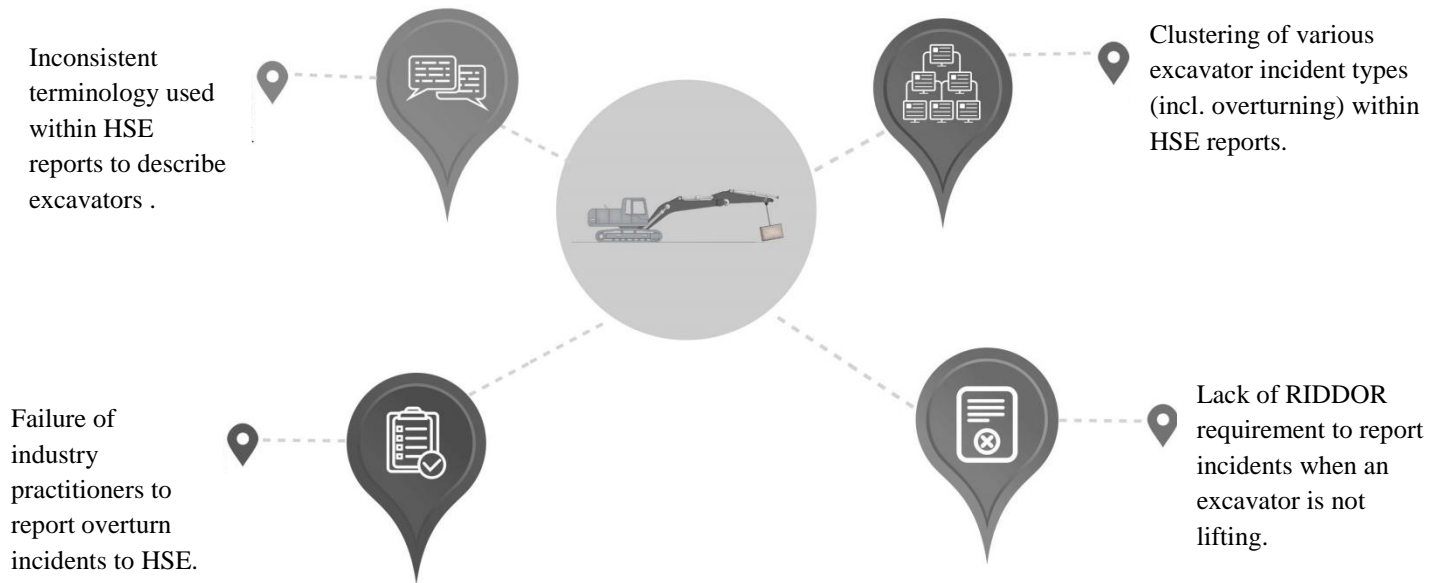 Inconsistent
terminology used
within HSE
reports to describe
excavators .
Clustering of various
excavator incident types
(incl. overturning) within
HSE reports.
Failure of
industry
practitioners to
report overturn
incidents to HSE.
Lack of RIDDOR
requirement to report
incidents when an
excavator is not
lifting.